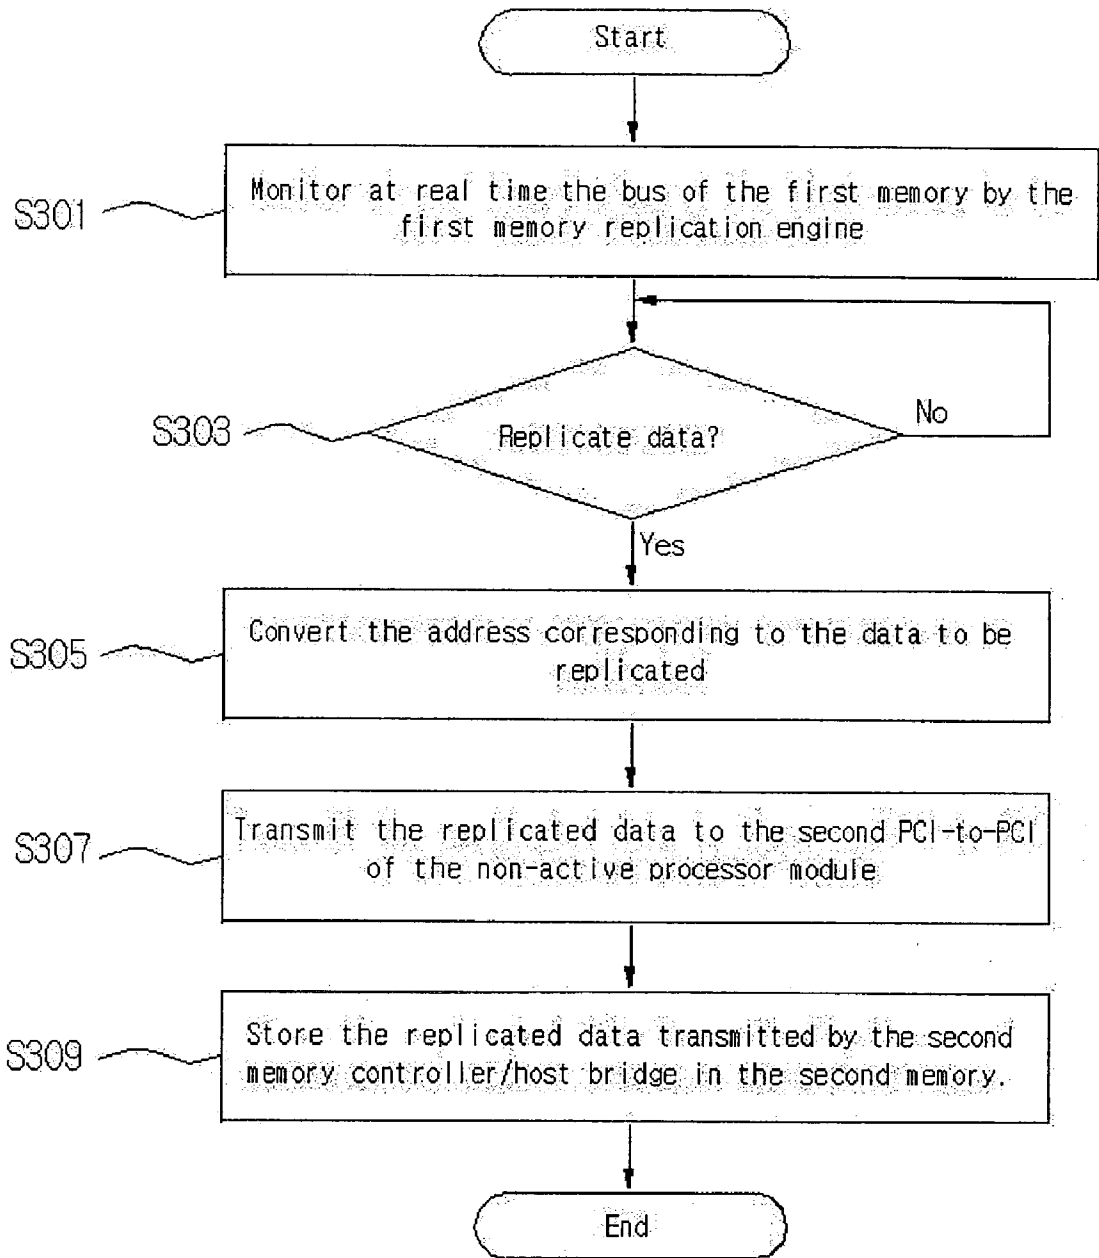 Start
S301
Monitor at real time the bus of the first memory by the
first memory replication engine
S303
Replicate data?
No
Yes
S305
Convert the address corresponding to the data to be
replicated
S307
Transmit the replicated data to the second PCI-to-PCI
of the non-active processor module
S309
Store the replicated data transmitted by the second
memory controller/host bridge in the second memory.
End